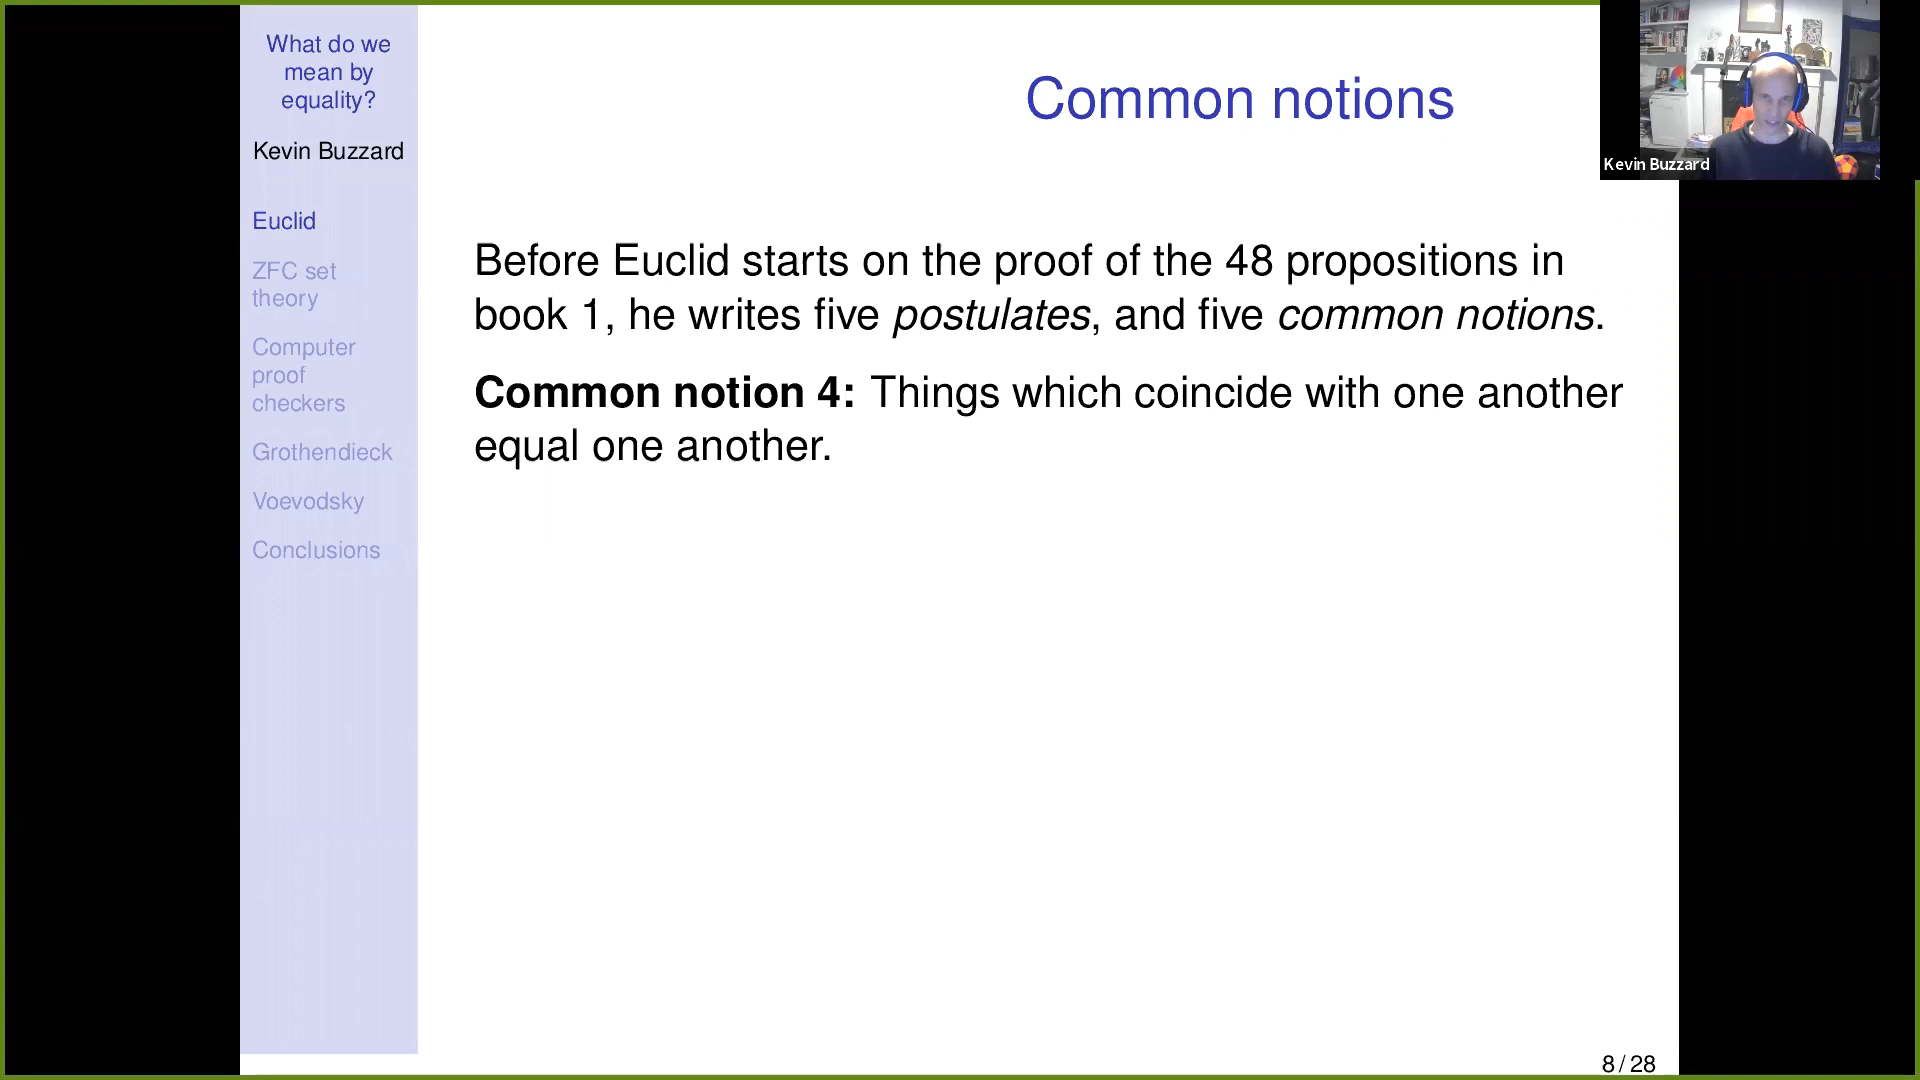 What do we
mean by
equality?
Kevin Buzzard
Euclid
ZFC set
theory
Computer
proof
checkers
Grothendieck
Voevodsky
Conclusions
Common notions
Before Euclid starts on the proof of the 48 propositions in
book 1, he writes five postulates, and five common notions.
Common notion 4: Things which coincide with one another
equal one another.
8 / 28
Kevin Buzzard